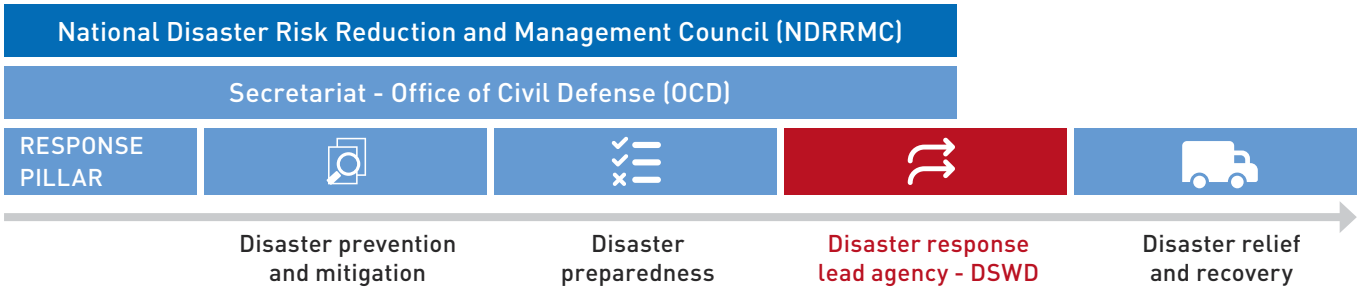 National Disaster Risk Reduction and Management Council (NDRRMC)
Secretariat - Office of Civil Defense (OCD)
RESPONSE
PILLAR
Disaster prevention
and mitigation
Disaster
preparedness
Disaster response
lead agency - DSWD
Disaster relief
and recovery